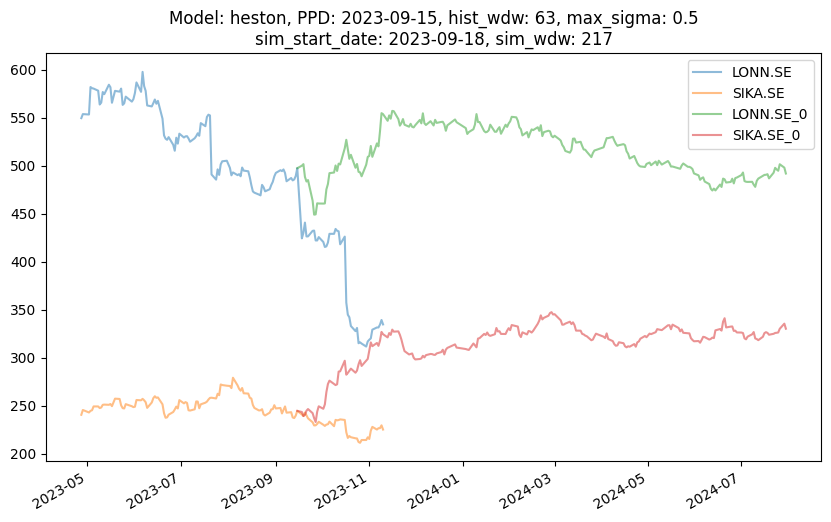 Model: heston, PPD: 2023-09-15, hist_wdw: 63, max_sigma: 0.5
sim_start_date: 2023-09-18, sim_wdw: 217
LONN.SE
SIKA.SE
LONN.SE_0
SIKA.SE_0
600
550
500
450
400
350
300
250
200
2023-05
2023-07
2023-09
2023-11
2024-01
2024-03
2024-05
2024-07